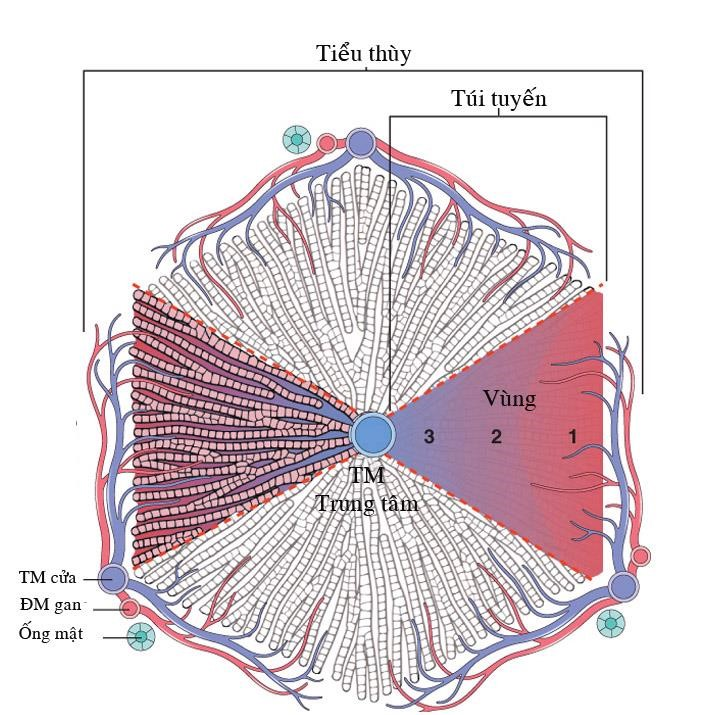 Tiểu thùy
Túi tuyến
Vùng
3 2 1
TM
Trung tâm
TM cửa
ĐM gan
Ống mật